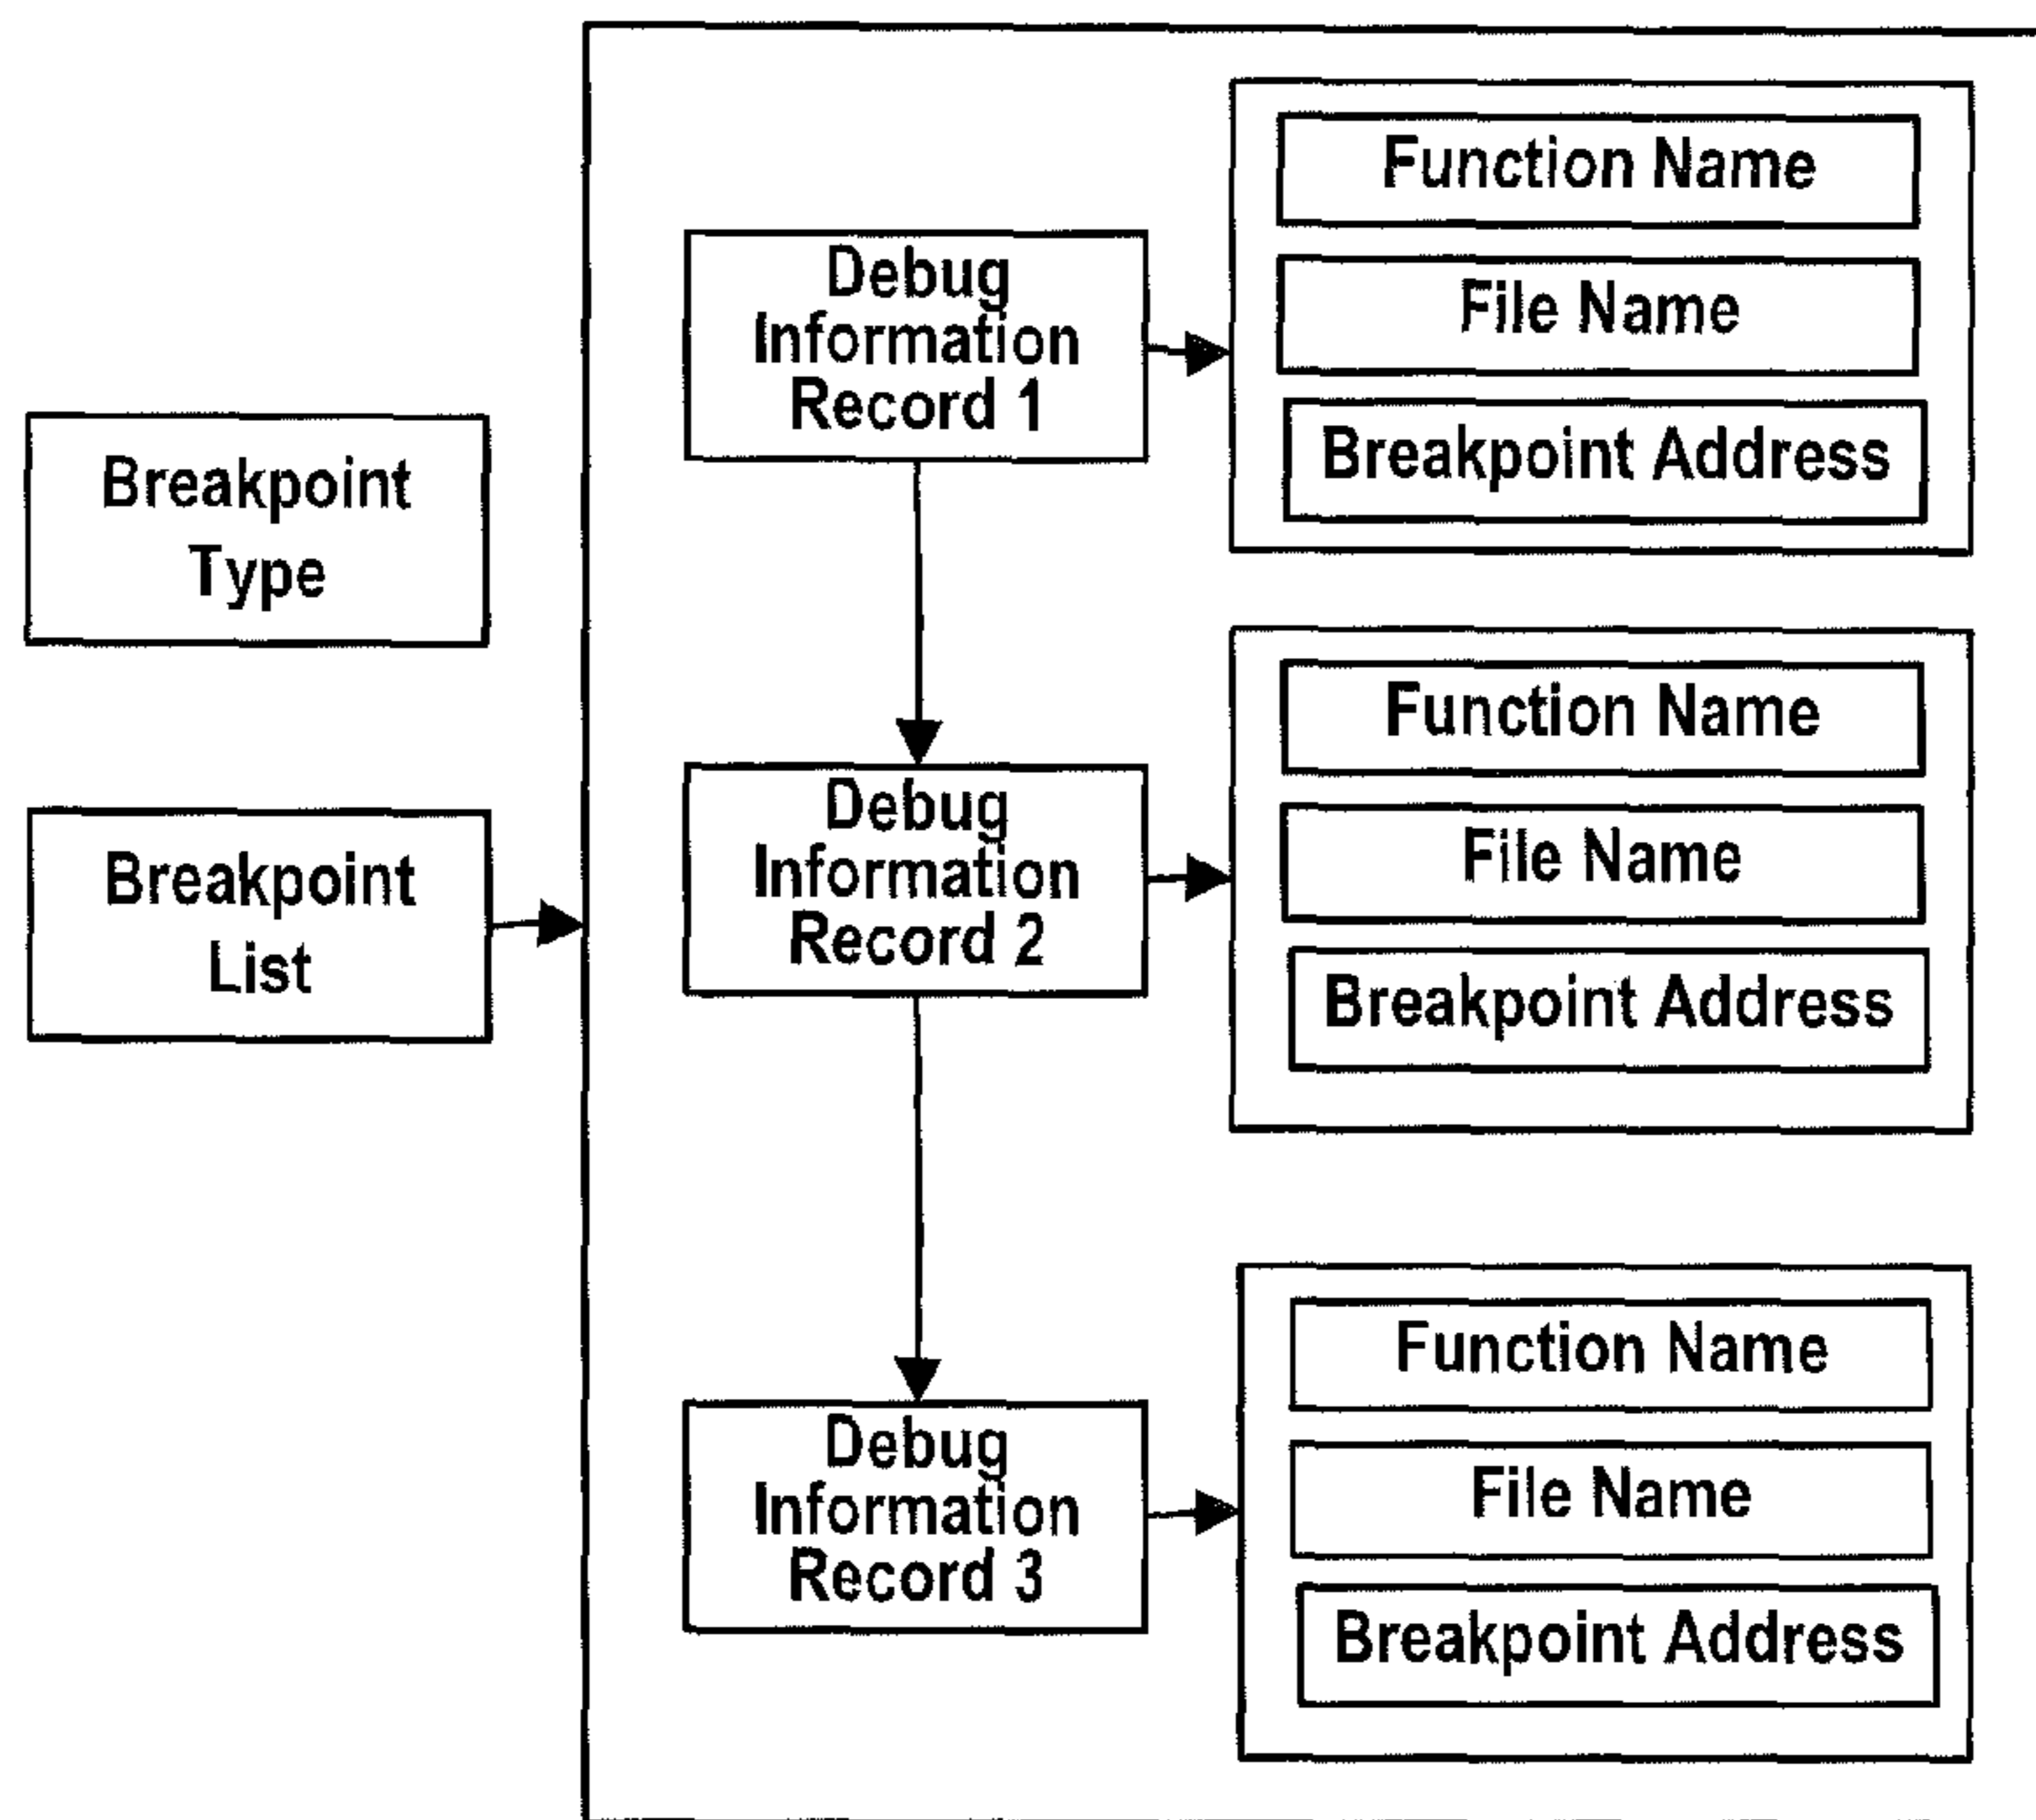 Breakpoint
Type
Breakpoint
List
Debug
Information
Record 1
Function Name
File Name
Breakpoint Address
Debug
Information
Record 2
Function Name
File Name
Breakpoint Address
Debug
Information
Record 3
Function Name
File Name
Breakpoint Address